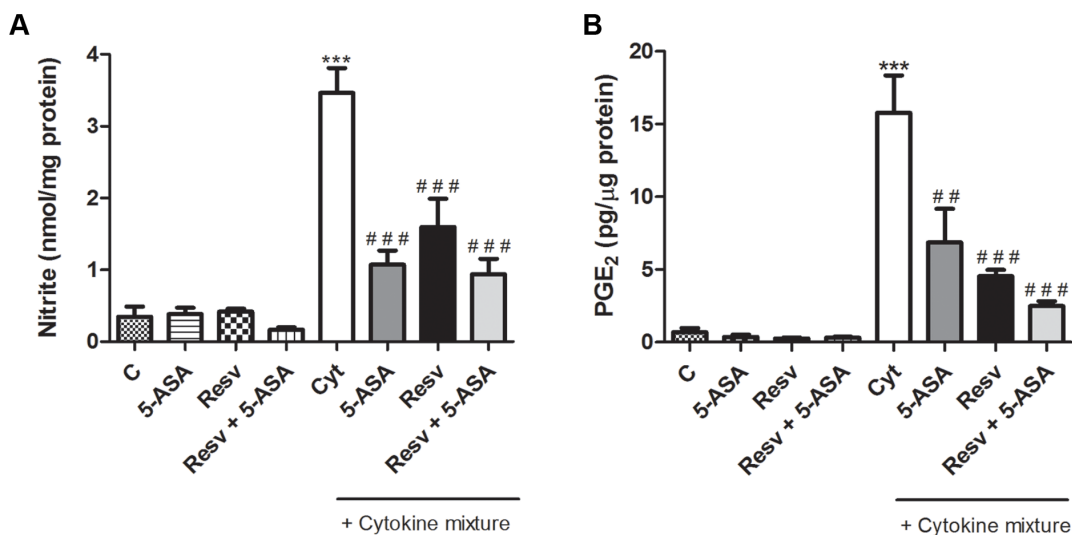 A
Nitrite (nmol/mg protein)
4
3
2
1
0
***
# # #
# # #
# # #
C
5-ASA
Resv
Resv + 5-ASA
Cyt
5-ASA
Resv
Resv + 5-ASA
+ Cytokine mixture
B
PGE₂ (pg/μg protein)
20
15
10
5
0
***
# #
# # #
# # #
C
5-ASA
Resv
Resv + 5-ASA
Cyt
5-ASA
Resv
Resv + 5-ASA
+ Cytokine mixture